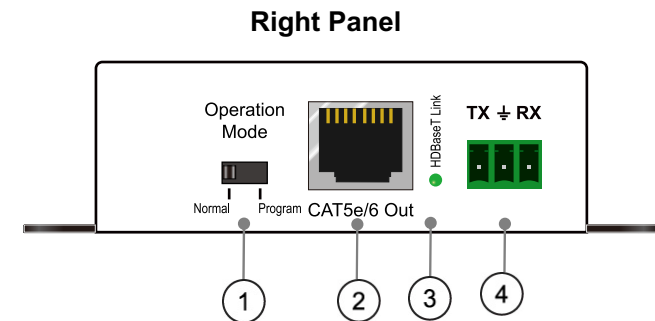 Right Panel
Operation
Mode
HDBaseT Link
TX ⏚ RX
Normal
Program
CAT5e/6 Out
1
2
3
4